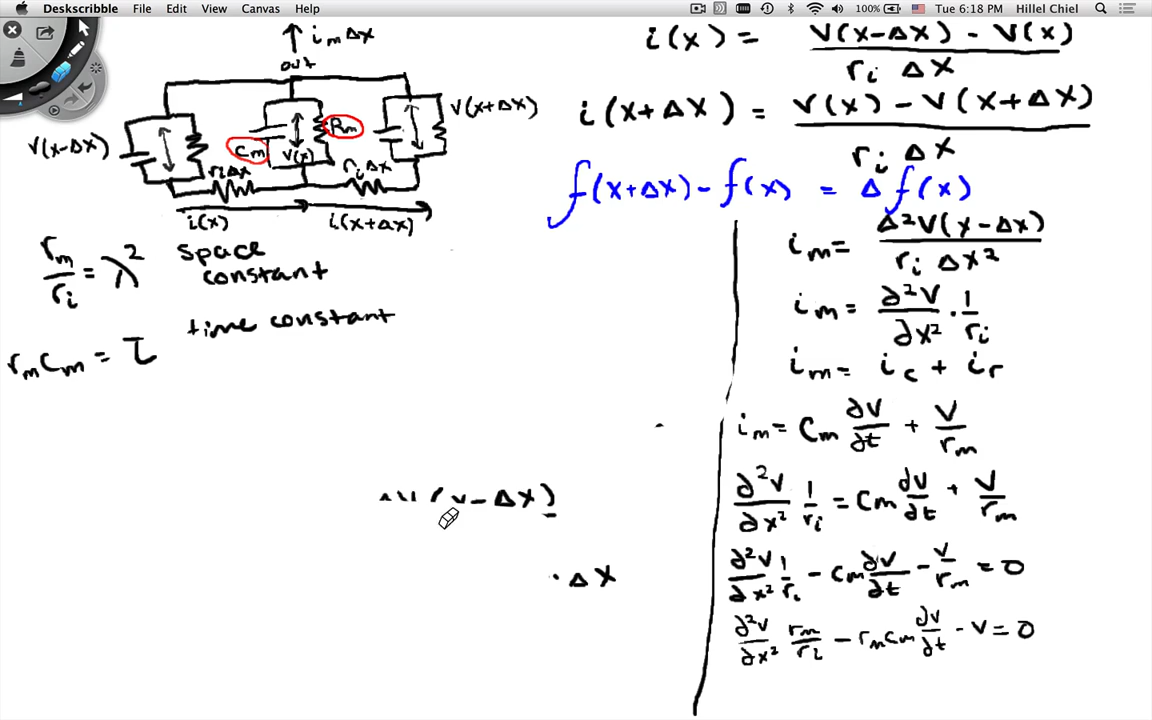 Deskscribble File Edit View Canvas Help 100% Tue 6:18 PM Hillel Chiel
i_m Δx
out
V(x-Δx)
C_m
R_m
V(x)
V(x+Δx)
r_i Δx
r_i Δx
i(x)
i(x+Δx)
r_m/r_i = λ² space constant
r_m c_m = τ time constant
(x-Δx)
·Δx
i(x) = (V(x-Δx) - V(x))/(r_i Δx)
i(x+Δx) = (V(x) - V(x+Δx))/(r_i Δx)
f(x+Δx) - f(x) = Δf(x)
i_m = Δ²V(x-Δx)/(r_i Δx²)
i_m = ∂²V/∂x² · 1/r_i
i_m = i_c + i_r
i_m = C_m ∂V/∂t + V/r_m
∂²V/∂x² 1/r_i = C_m ∂V/∂t + V/r_m
∂²V/∂x² 1/r_i - C_m ∂V/∂t - V/r_m = 0
∂²V/∂x² r_m/r_i - r_m c_m ∂V/∂t - V = 0